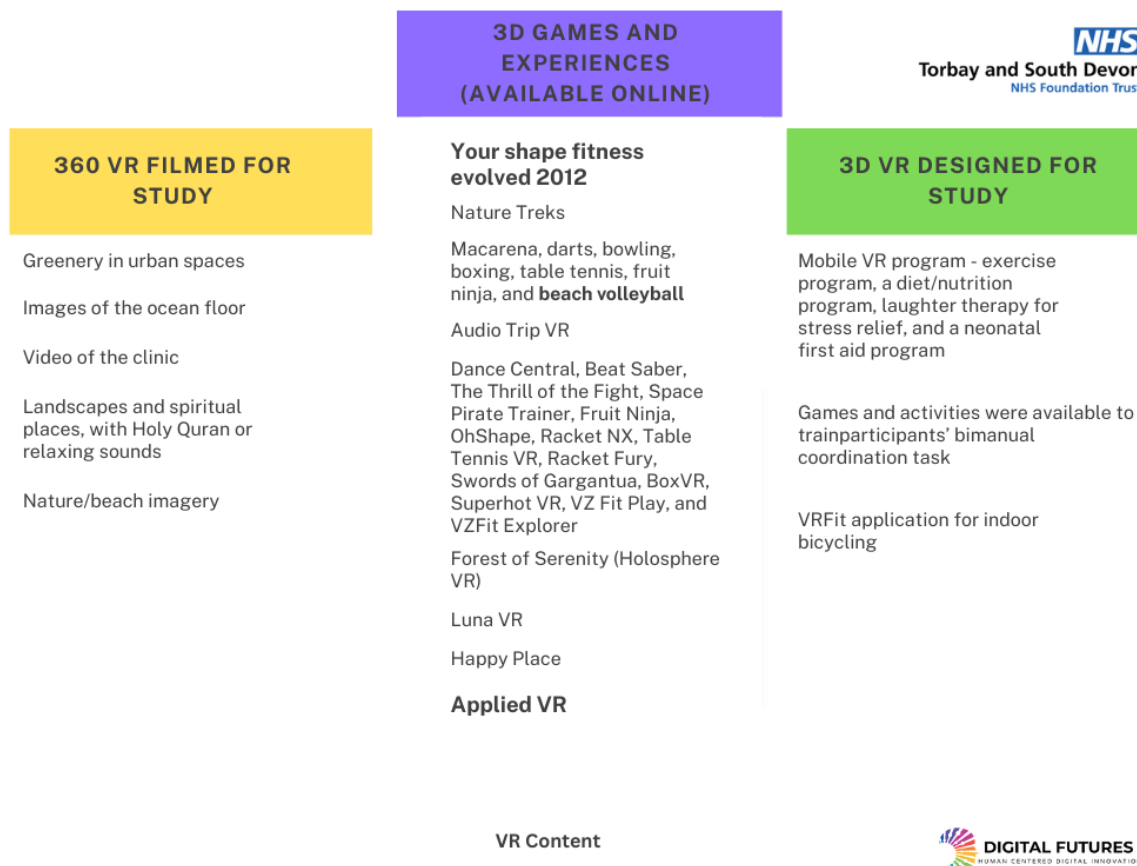 3D GAMES AND
EXPERIENCES
(AVAILABLE ONLINE)
NHS
Torbay and South Devon
NHS Foundation Trus
360 VR FILMED FOR
STUDY
Greenery in urban spaces
Images of the ocean floor
Video of the clinic
Landscapes and spiritual
places, with Holy Quran or
relaxing sounds
Nature/beach imagery
Your shape fitness
evolved 2012
Nature Treks
Macarena, darts, bowling,
boxing, table tennis, fruit
ninja, and beach volleyball
Audio Trip VR
Dance Central, Beat Saber,
The Thrill of the Fight, Space
Pirate Trainer, Fruit Ninja,
OhShape, Racket NX, Table
Tennis VR, Racket Fury,
Swords of Gargantua, BoxVR,
Superhot VR, VZ Fit Play, and
VZFit Explorer
Forest of Serenity (Holosphere
VR)
Luna VR
Happy Place
Applied VR
3D VR DESIGNED FOR
STUDY
Mobile VR program - exercise
program, a diet/nutrition
program, laughter therapy for
stress relief, and a neonatal
first aid program
Games and activities were available to
trainparticipants’ bimanual
coordination task
VRFit application for indoor
bicycling
VR Content
DIGITAL FUTURES
HUMAN CENTERED DIGITAL INNOVATIO